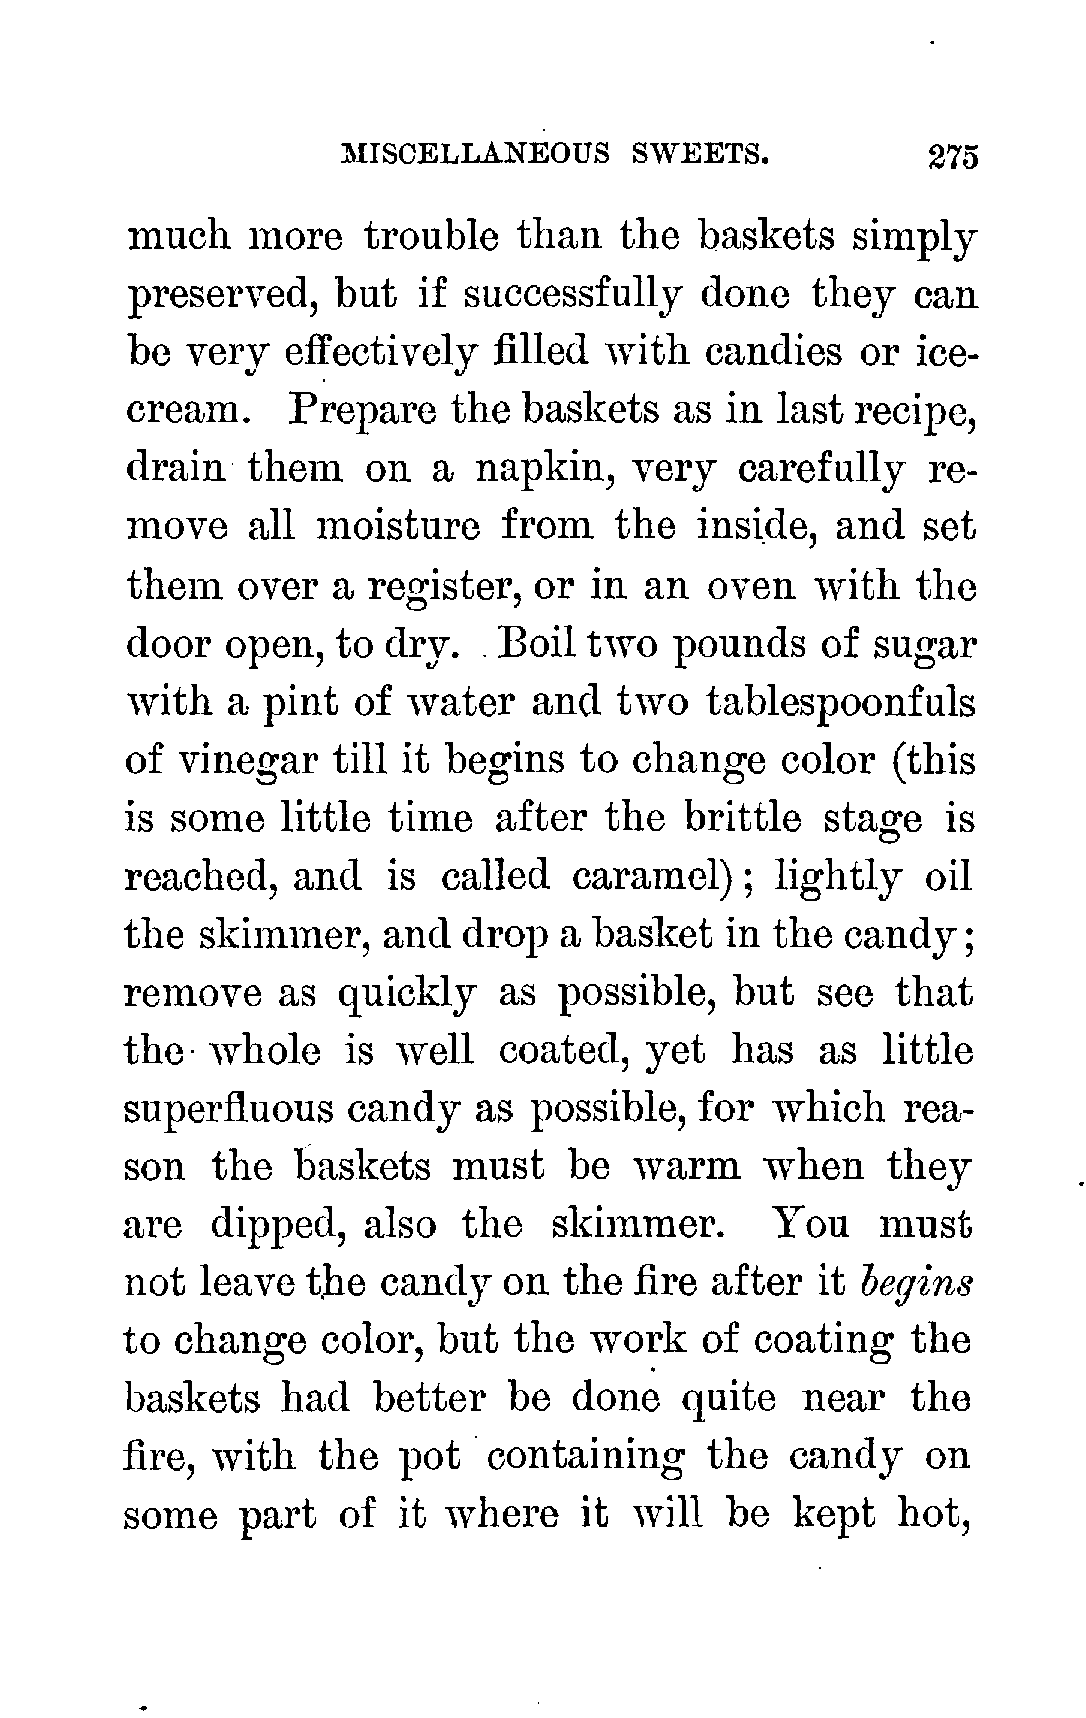 MISCELLANEOUS SWEETS. 275
much more trouble than the baskets simply
preserved, but if successfully done they can
be very effectively filled with candies or ice-
cream. Prepare the baskets as in last recipe,
drain them on a napkin, very carefully re-
move all moisture from the inside, and set
them over a register, or in an oven with the
door open, to dry. Boil two pounds of sugar
with a pint of water and two tablespoonfuls
of vinegar till it begins to change color (this
is some little time after the brittle stage is
reached, and is called caramel); lightly oil
the skimmer, and drop a basket in the candy;
remove as quickly as possible, but see that
the whole is well coated, yet has as little
superfluous candy as possible, for which rea-
son the baskets must be warm when they
are dipped, also the skimmer. You must
not leave the candy on the fire after it begins
to change color, but the work of coating the
baskets had better be done quite near the
fire, with the pot containing the candy on
some part of it where it will be kept hot,